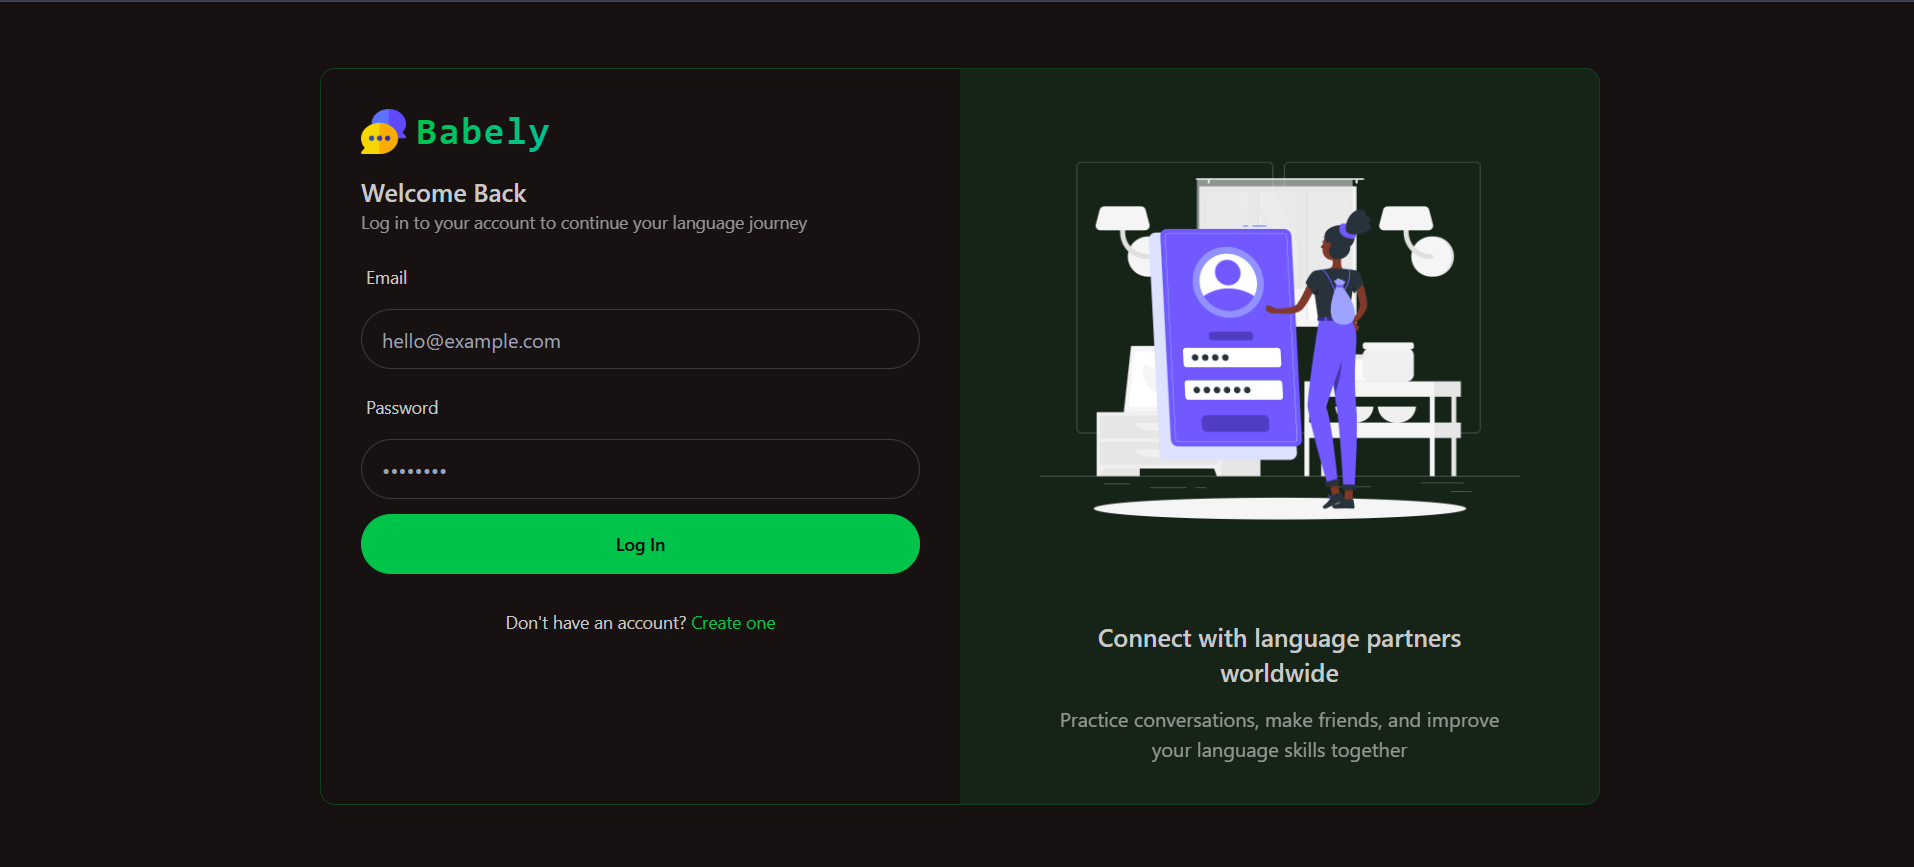 Babely
Welcome Back
Log in to your account to continue your language journey
Email
hello@example.com
Password
••••••••
Log In
Don't have an account? Create one
Connect with language partners
worldwide
Practice conversations, make friends, and improve
your language skills together